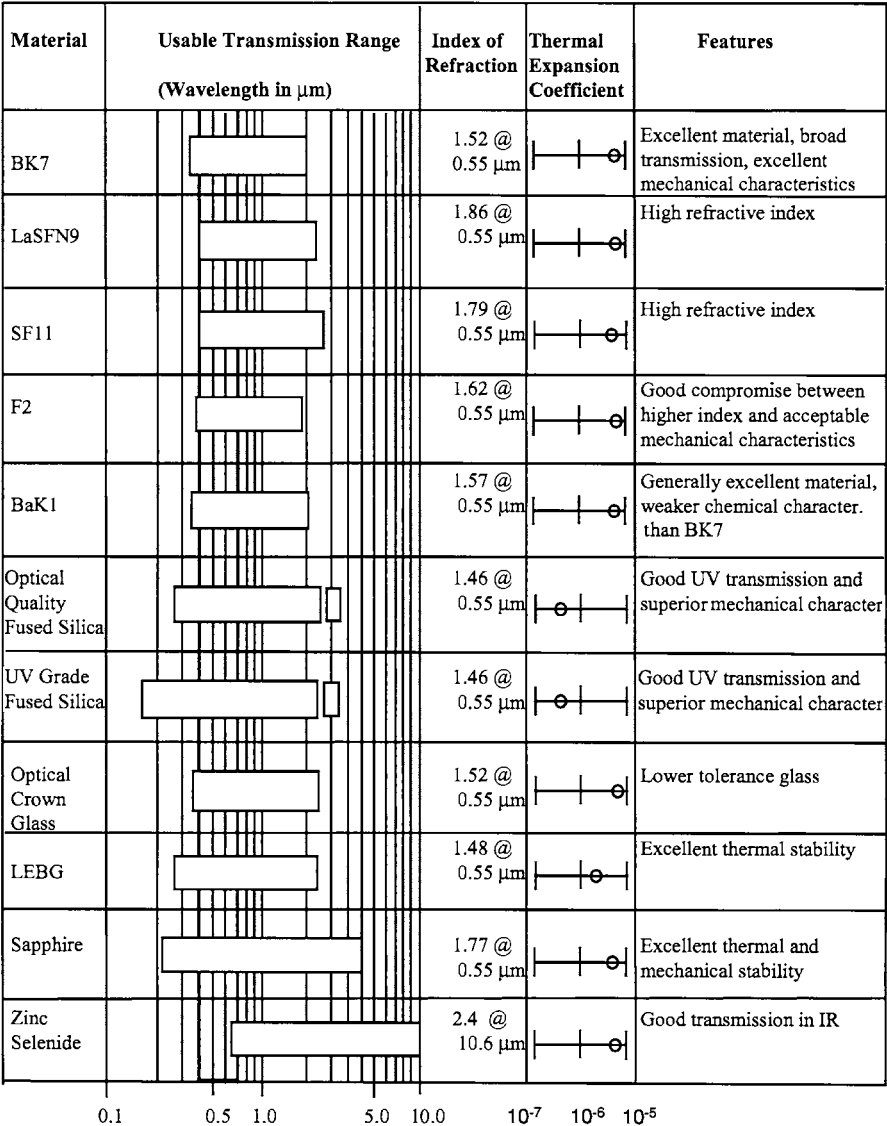 Material
Usable Transmission Range
(Wavelength in μm)
Index of
Refraction
Thermal
Expansion
Coefficient
Features
BK7
1.52 @
0.55 μm
Excellent material, broad
transmission, excellent
mechanical characteristics
LaSFN9
1.86 @
0.55 μm
High refractive index
SF11
1.79 @
0.55 μm
High refractive index
F2
1.62 @
0.55 μm
Good compromise between
higher index and acceptable
mechanical characteristics
BaK1
1.57 @
0.55 μm
Generally excellent material,
weaker chemical character.
than BK7
Optical
Quality
Fused Silica
1.46 @
0.55 μm
Good UV transmission and
superior mechanical character
UV Grade
Fused Silica
1.46 @
0.55 μm
Good UV transmission and
superior mechanical character
Optical
Crown
Glass
1.52 @
0.55 μm
Lower tolerance glass
LEBG
1.48 @
0.55 μm
Excellent thermal stability
Sapphire
1.77 @
0.55 μm
Excellent thermal and
mechanical stability
Zinc
Selenide
2.4 @
10.6 μm
Good transmission in IR
0.1 0.5 1.0 5.0 10.0 10⁻⁷ 10⁻⁶ 10⁻⁵